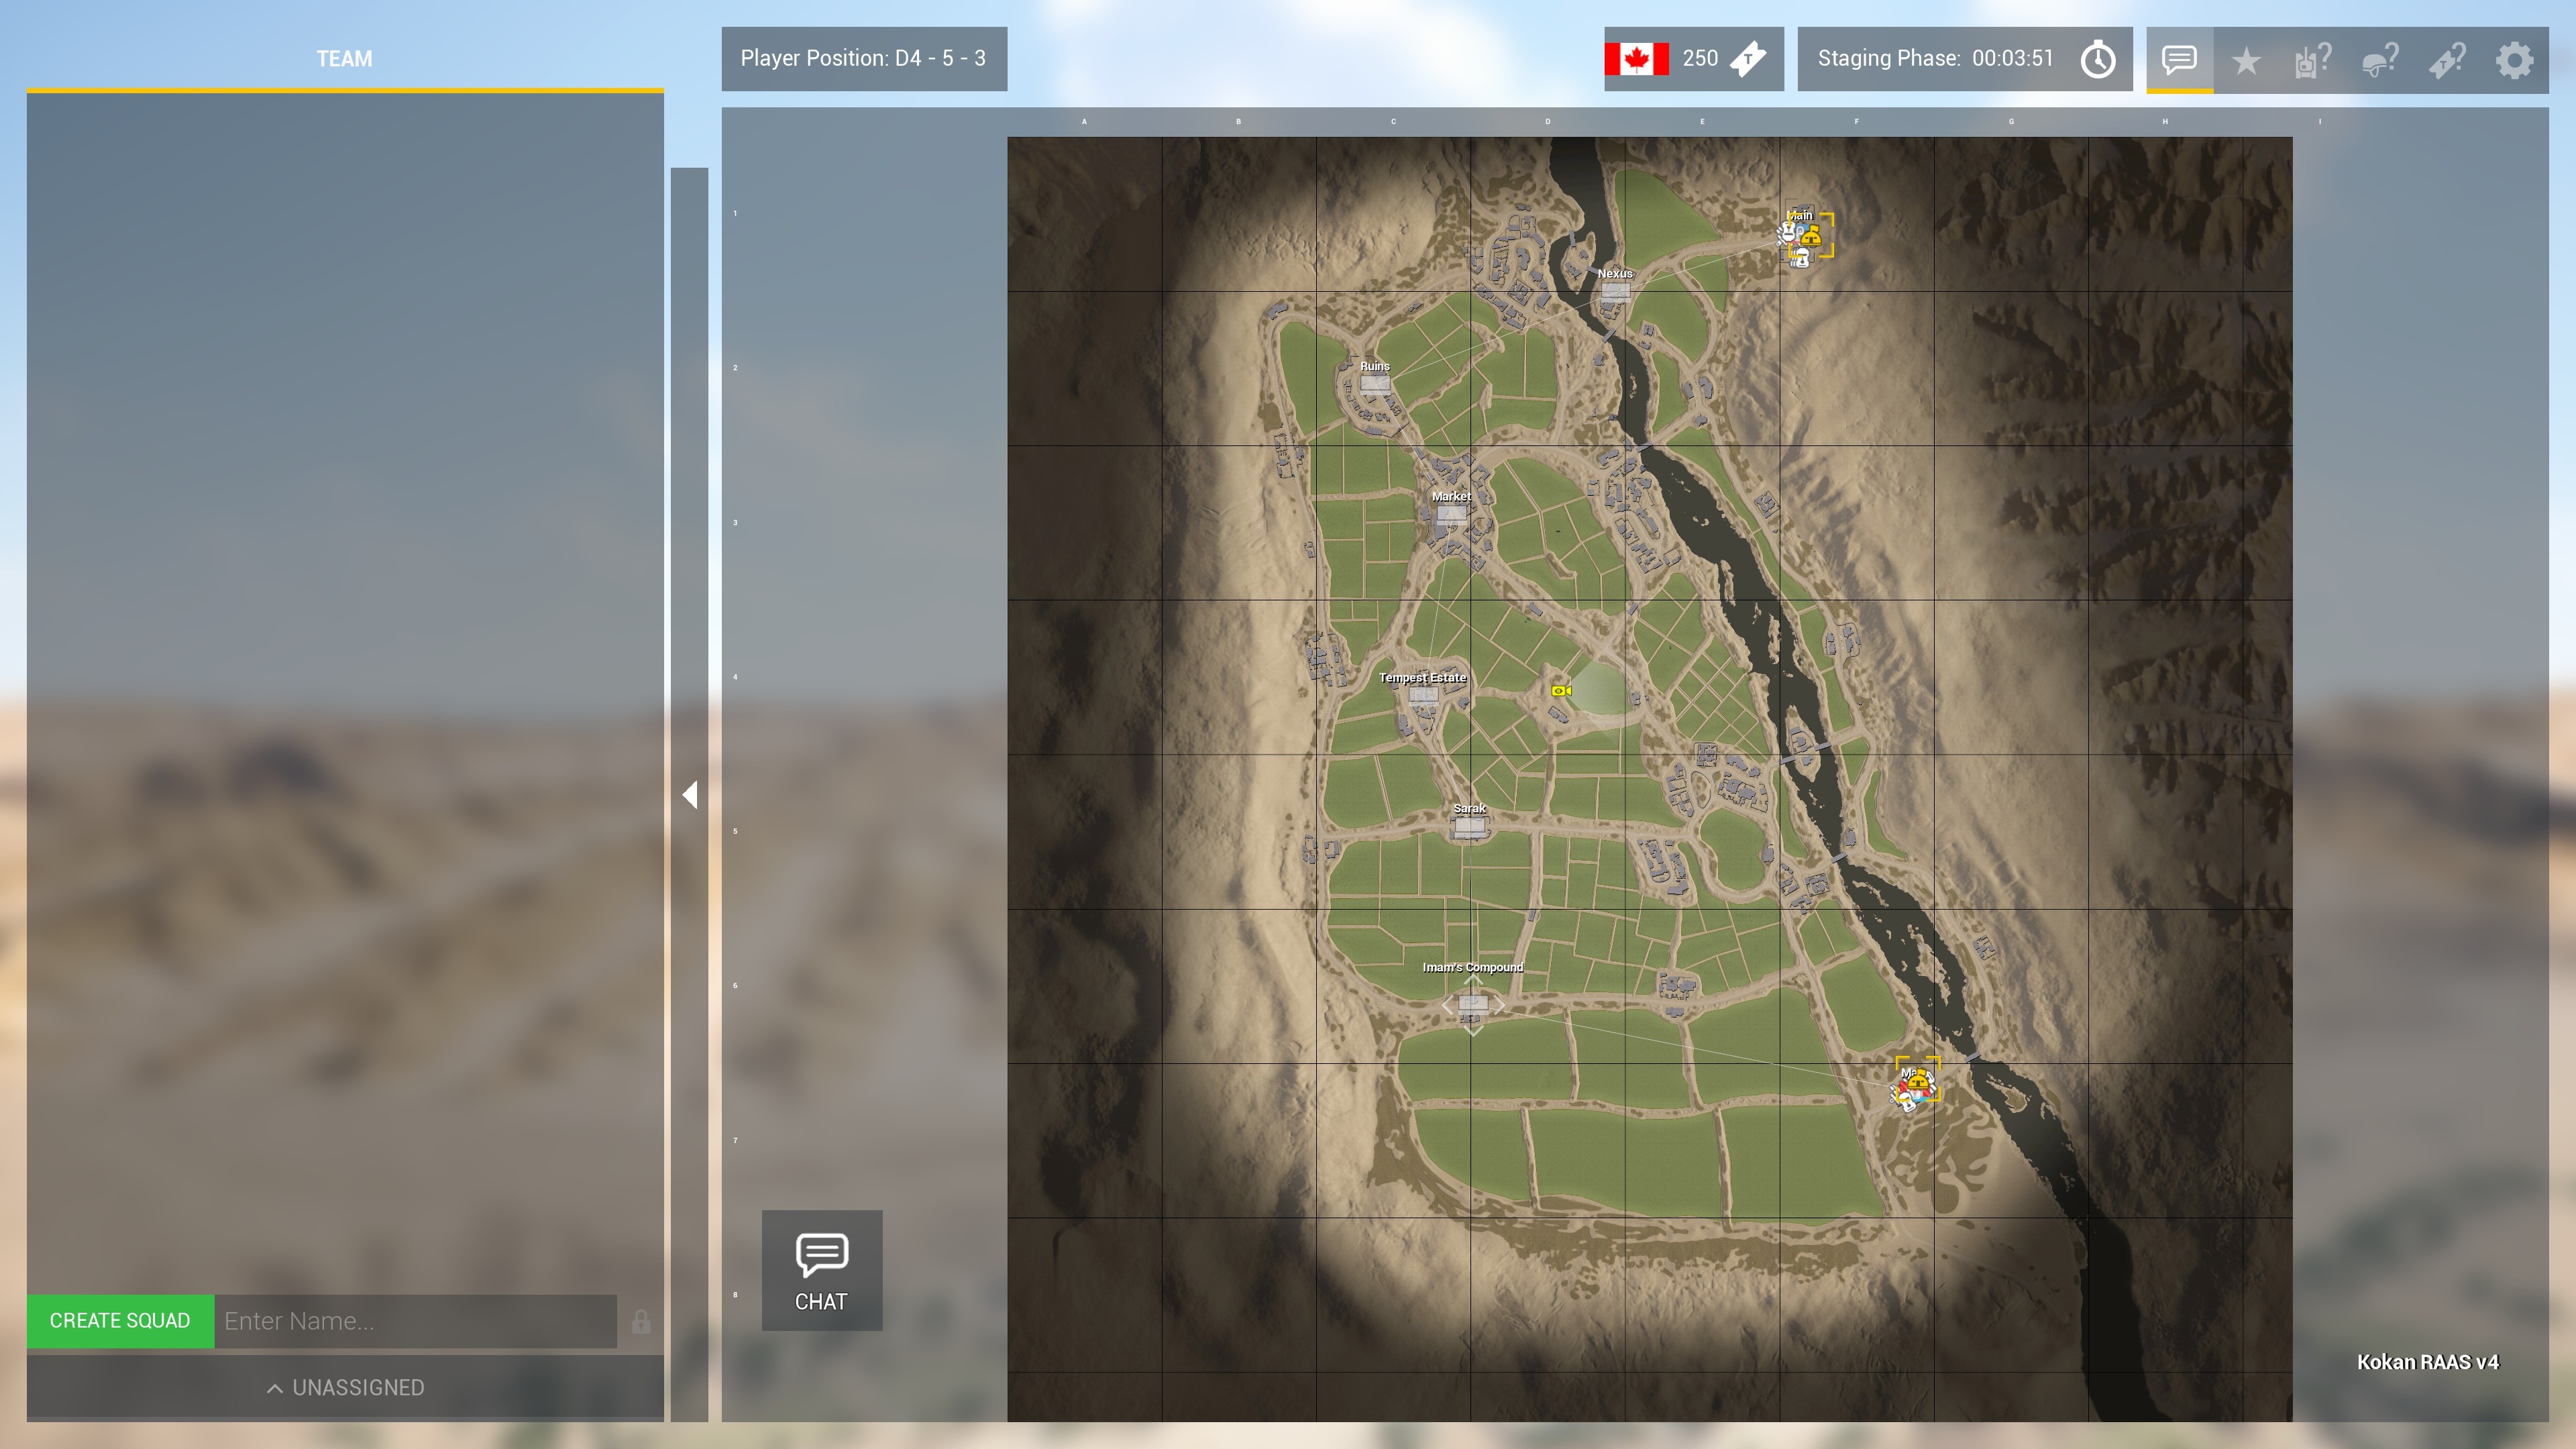 TEAM
Player Position: D4 - 5 - 3
250
T
Staging Phase: 00:03:51
?
?
T?
A B C D E F G H I
1
Main
Nexus
2
Ruins
3
Market
4
Tempest Estate
5
Sarak
6
Imam's Compound
7
8
CHAT
CREATE SQUAD
Enter Name...
UNASSIGNED
Kokan RAAS v4